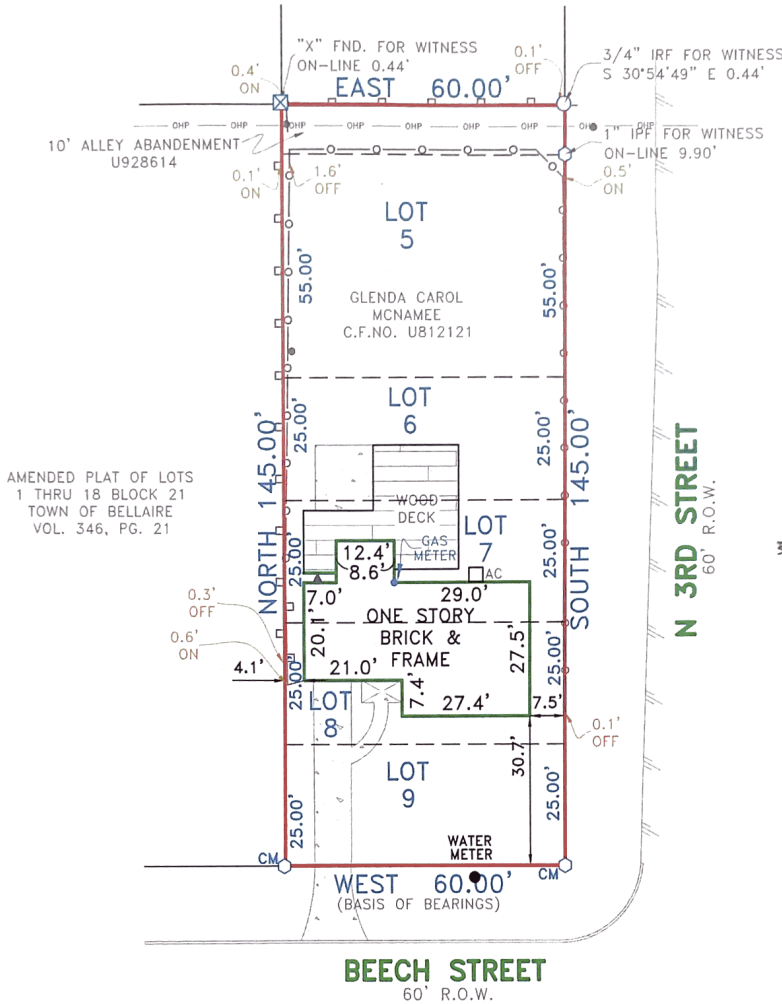 "X" FND. FOR WITNESS
ON-LINE 0.44'
0.1'
OFF
3/4" IRF FOR WITNESS
S 30°54'49" E 0.44'
0.4'
ON
EAST 60.00'
OHP OHP OHP OHP OHP OHP OHP OHP OHP
10' ALLEY ABANDENMENT
U928614
1" IPF FOR WITNESS
ON-LINE 9.90'
0.1'
ON
1.6'
OFF
0.5'
ON
LOT
5
55.00'
55.00'
GLENDA CAROL
MCNAMEE
C.F.NO. U812121
LOT
6
25.00'
25.00'
NORTH 145.00'
SOUTH 145.00'
AMENDED PLAT OF LOTS
1 THRU 18 BLOCK 21
TOWN OF BELLAIRE
VOL. 346, PG. 21
N 3RD STREET
60' R.O.W.
W
WOOD
DECK
LOT
7
GAS
METER
25.00'
25.00'
12.4'
8.6'
AC
7.0'
29.0'
0.3'
OFF
20.1'
ONE STORY
BRICK &
FRAME
27.5'
0.6'
ON
4.1'
25.00'
21.0'
7.4'
27.4'
7.5'
25.00'
LOT
8
0.1'
OFF
30.7'
LOT
9
25.00'
25.00'
WATER
METER
CM
CM
WEST 60.00'
(BASIS OF BEARINGS)
BEECH STREET
60' R.O.W.